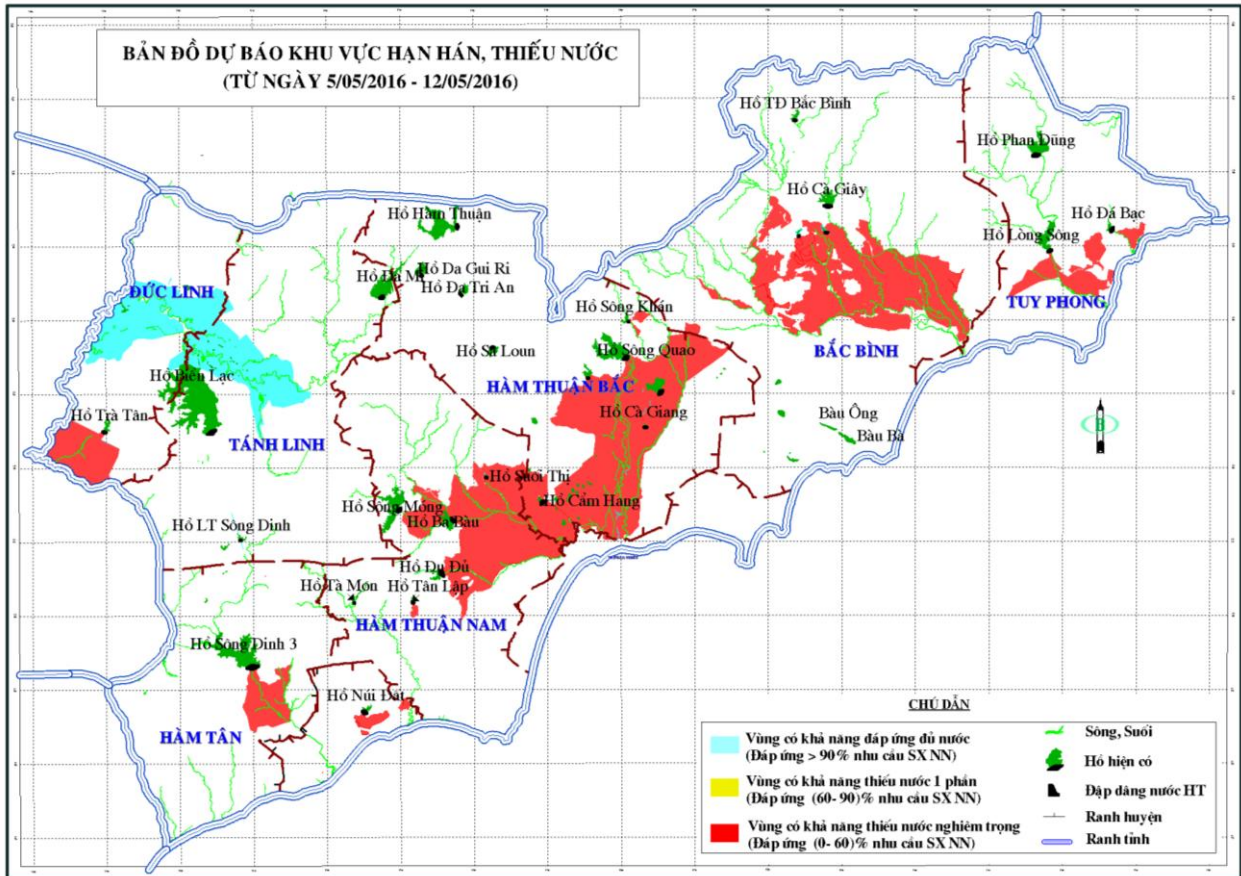 BẢN ĐỒ DỰ BÁO KHU VỰC HẠN HÁN, THIẾU NƯỚC
(TỪ NGÀY 5/05/2016 - 12/05/2016)
Hồ TĐ Bắc Bình
Hồ Phan Dũng
Hồ Cà Giây
Hồ Hàm Thuận
Hồ Đá Bạc
Hồ Lòng Sông
Hồ Da Gui Ri
Hồ Đa Mi
Hồ Đa Tri An
ĐỨC LINH
TUY PHONG
Hồ Sông Khán
Hồ Sa Loun
Hồ Sông Quao
BẮC BÌNH
Hồ Biển Lạc
HÀM THUẬN BẮC
Hồ Trà Tân
Hồ Cà Giang
Bàu Ông
Bàu Bà
TÁNH LINH
Hồ Suối Thị
Hồ Sông Móng
Hồ Cẩm Hang
Hồ Ba Bàu
Hồ LT Sông Dinh
Hồ Đu Đủ
Hồ Tà Mon
Hồ Tân Lập
HÀM THUẬN NAM
Hồ Sông Dinh 3
Hồ Núi Đất
HÀM TÂN
CHÚ DẪN
Vùng có khả năng đáp ứng đủ nước
(Đáp ứng > 90% nhu cầu SX NN)
Vùng có khả năng thiếu nước 1 phần
(Đáp ứng (60- 90)% nhu cầu SX NN)
Vùng có khả năng thiếu nước nghiêm trọng
(Đáp ứng (0- 60)% nhu cầu SX NN)
Sông, Suối
Hồ hiện có
Đập dâng nước HT
Ranh huyện
Ranh tỉnh